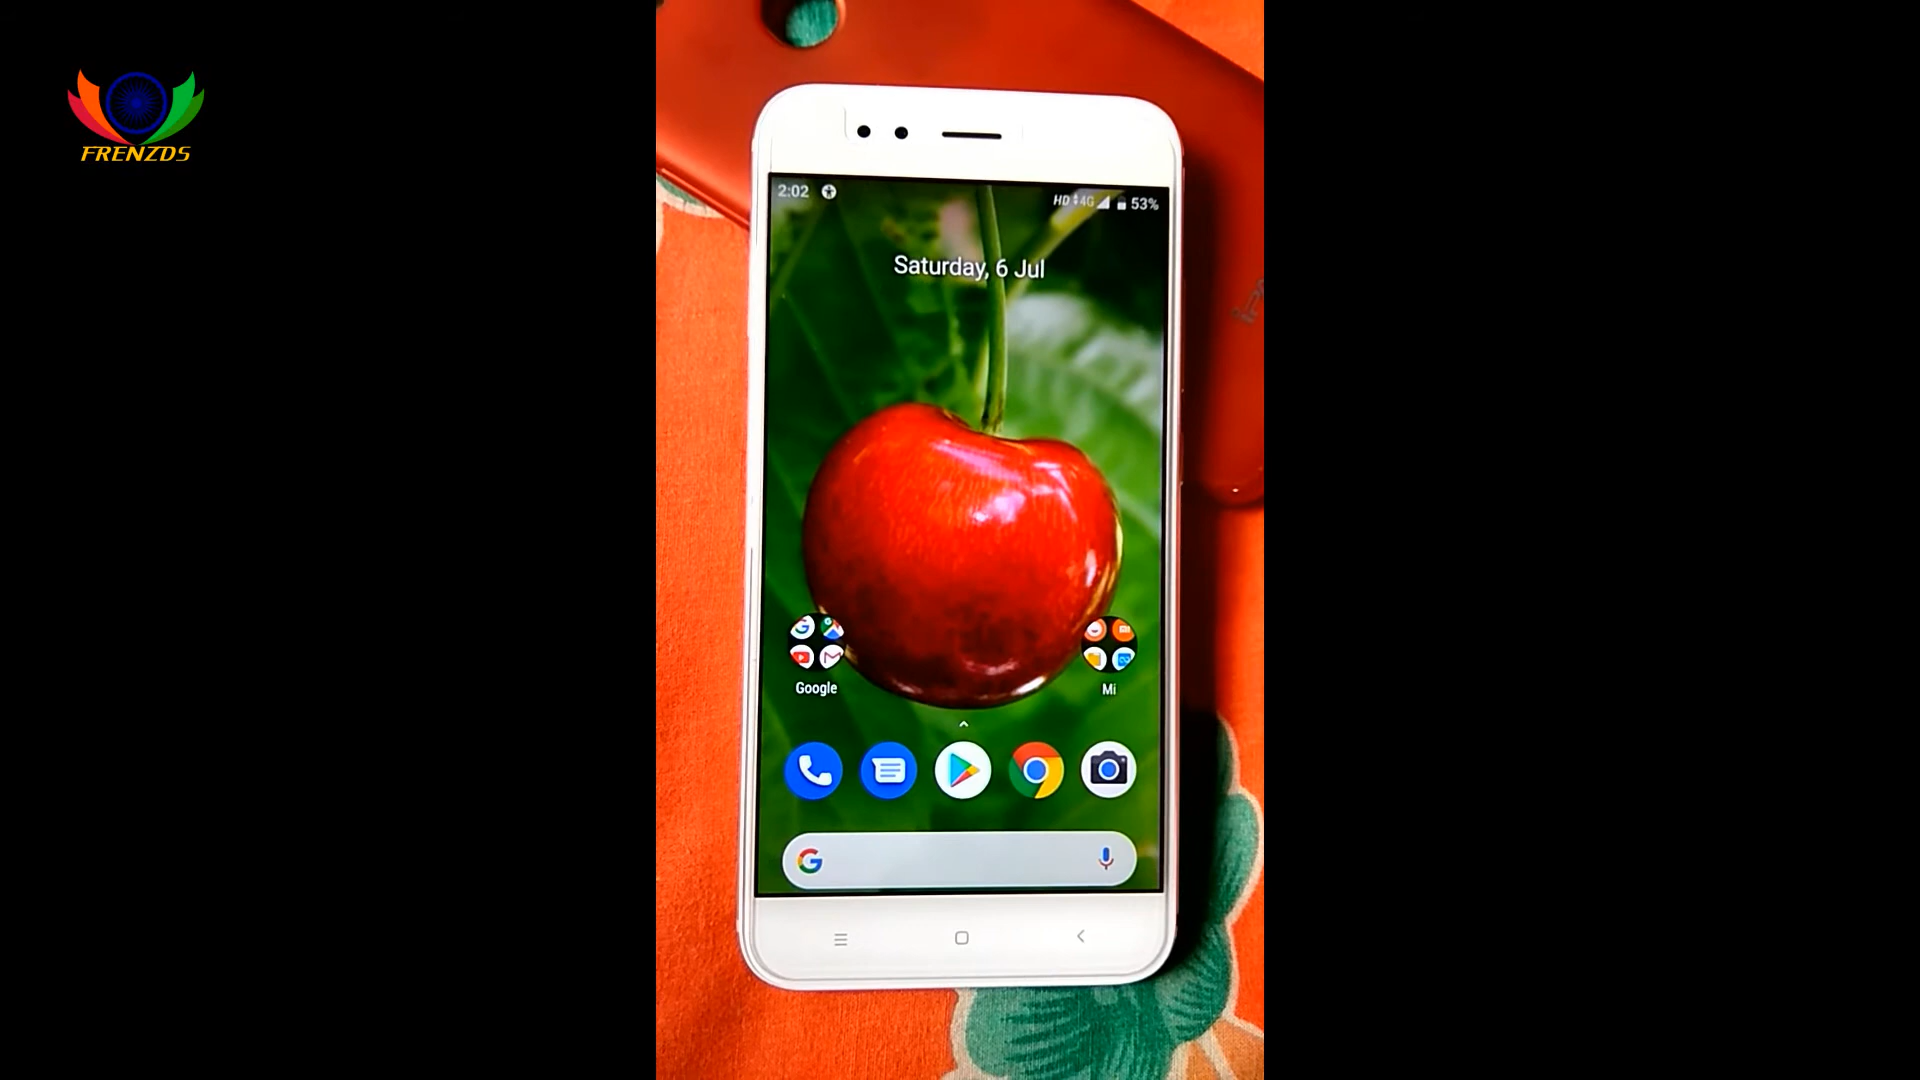 FRENZDS
2:02
HD 4G 53%
Saturday, 6 Jul
Google
Mi